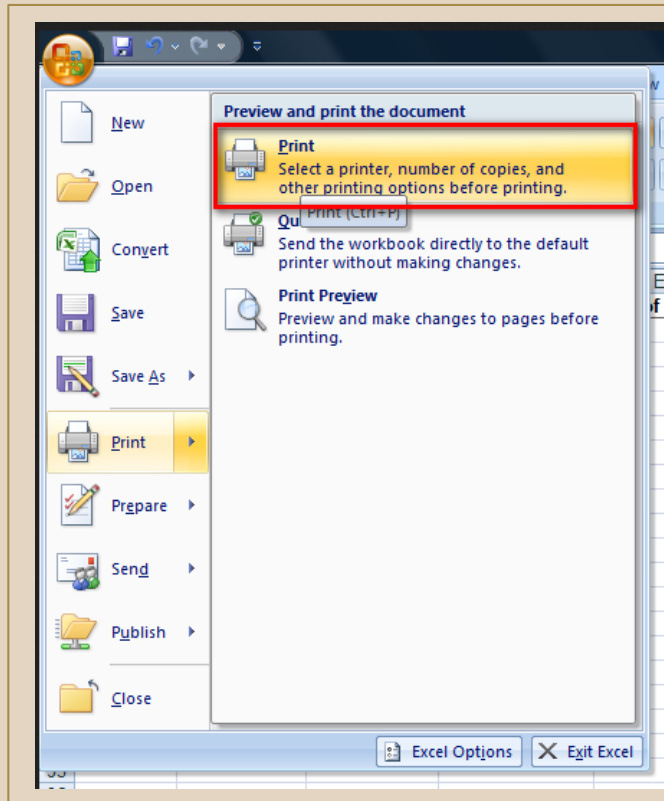 New
Open
Convert
Save
Save As
Print
Prepare
Send
Publish
Close
Preview and print the document
Print
Select a printer, number of copies, and
other printing options before printing.
Print (Ctrl+P)
Qu
Send the workbook directly to the default
printer without making changes.
Print Preview
Preview and make changes to pages before
printing.
Excel Options
Exit Excel
E
of